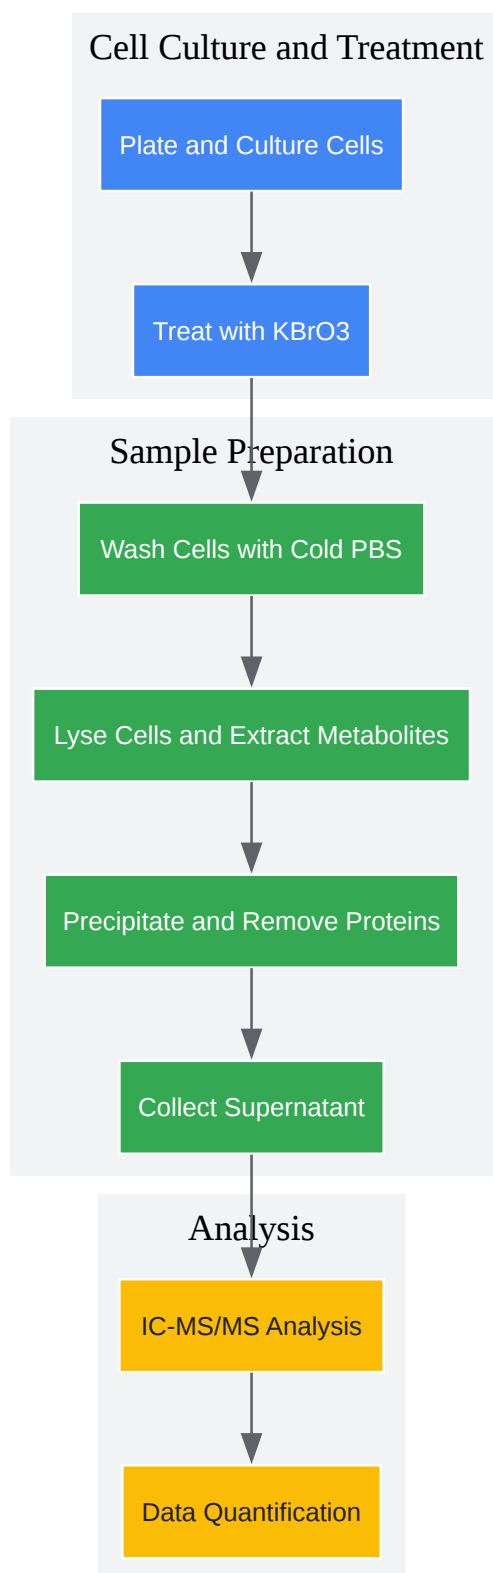 Cell Culture and Treatment
Plate and Culture Cells
Treat with KBrO3
Sample Preparation
Wash Cells with Cold PBS
Lyse Cells and Extract Metabolites
Precipitate and Remove Proteins
Collect Supernatant
Analysis
IC-MS/MS Analysis
Data Quantification